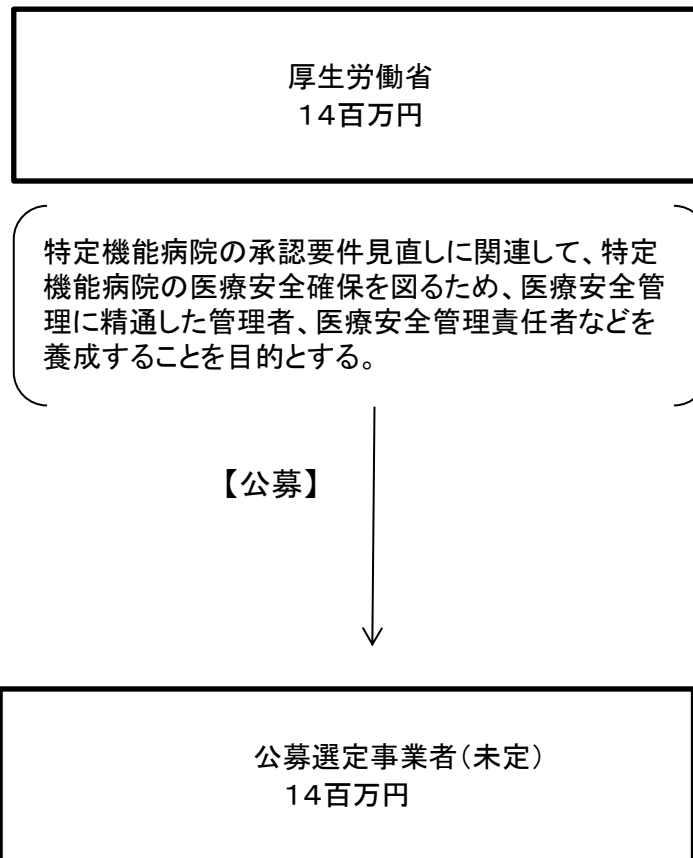 厚生労働省
14百万円
特定機能病院の承認要件見直しに関連して、特定
機能病院の医療安全確保を図るため、医療安全管
理に精通した管理者、医療安全管理責任者などを
養成することを目的とする。
【公募】
公募選定事業者(未定)
14百万円